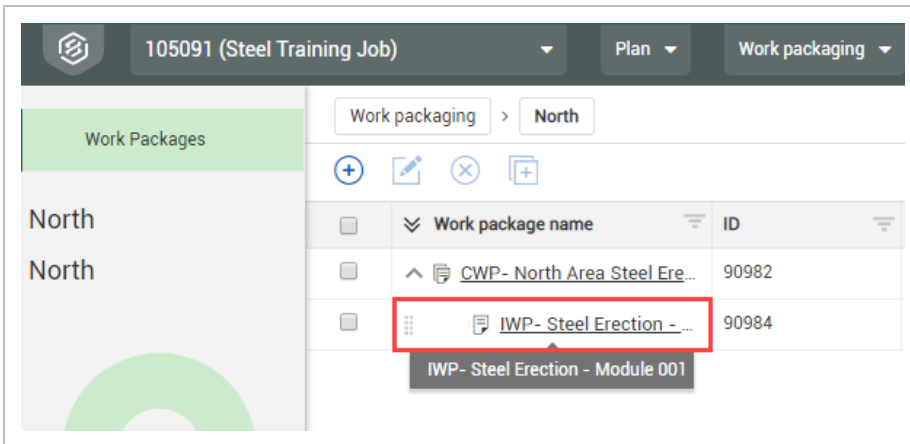 105091 (Steel Training Job)
Plan
Work packaging
Work Packages
North
North
Work packaging > North
Work package name
ID
CWP- North Area Steel Ere...
90982
IWP- Steel Erection - ...
90984
IWP- Steel Erection - Module 001